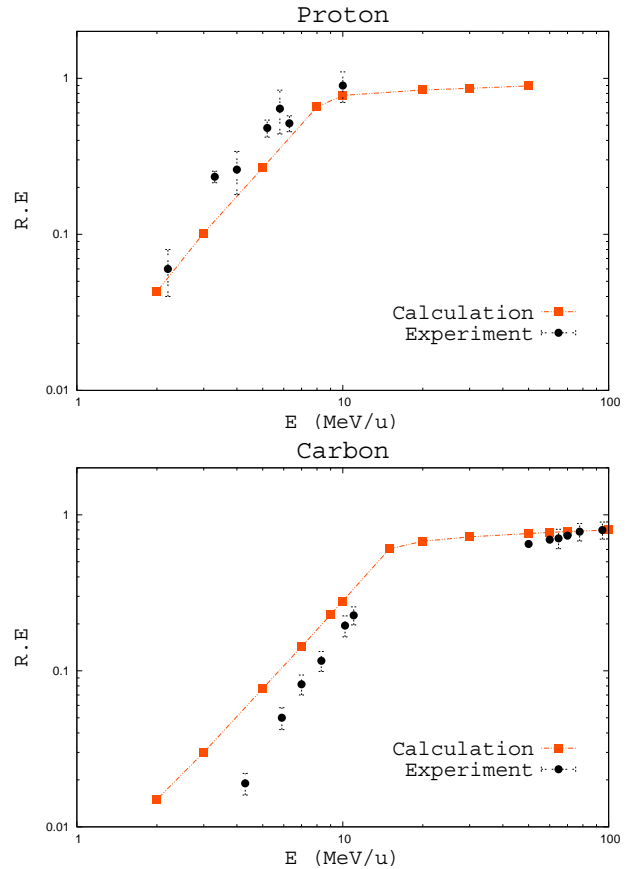 Proton
1
0.1
0.01
R.E
Calculation
Experiment
1
10
100
E (MeV/u)
Carbon
1
0.1
0.01
R.E
Calculation
Experiment
1
10
100
E (MeV/u)